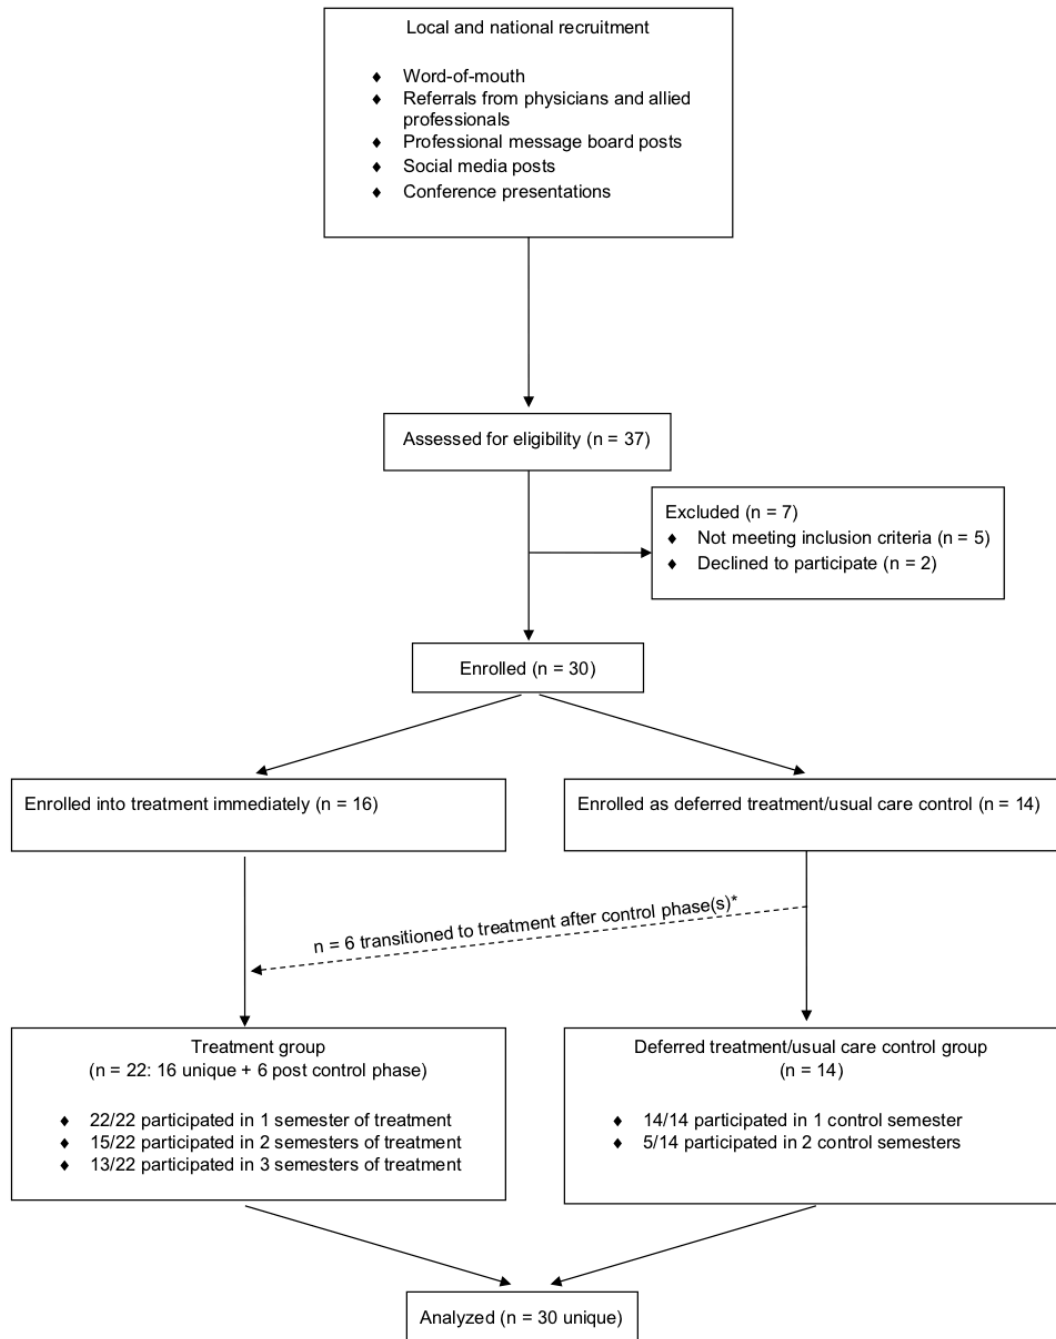 Local and national recruitment
♦ Word-of-mouth
♦ Referrals from physicians and allied
professionals
♦ Professional message board posts
♦ Social media posts
♦ Conference presentations
Assessed for eligibility (n = 37)
Excluded (n = 7)
♦ Not meeting inclusion criteria (n = 5)
♦ Declined to participate (n = 2)
Enrolled (n = 30)
Enrolled into treatment immediately (n = 16)
Enrolled as deferred treatment/usual care control (n = 14)
n = 6 transitioned to treatment after control phase(s)*
Treatment group
(n = 22: 16 unique + 6 post control phase)
♦ 22/22 participated in 1 semester of treatment
♦ 15/22 participated in 2 semesters of treatment
♦ 13/22 participated in 3 semesters of treatment
Deferred treatment/usual care control group
(n = 14)
♦ 14/14 participated in 1 control semester
♦ 5/14 participated in 2 control semesters
Analyzed (n = 30 unique)